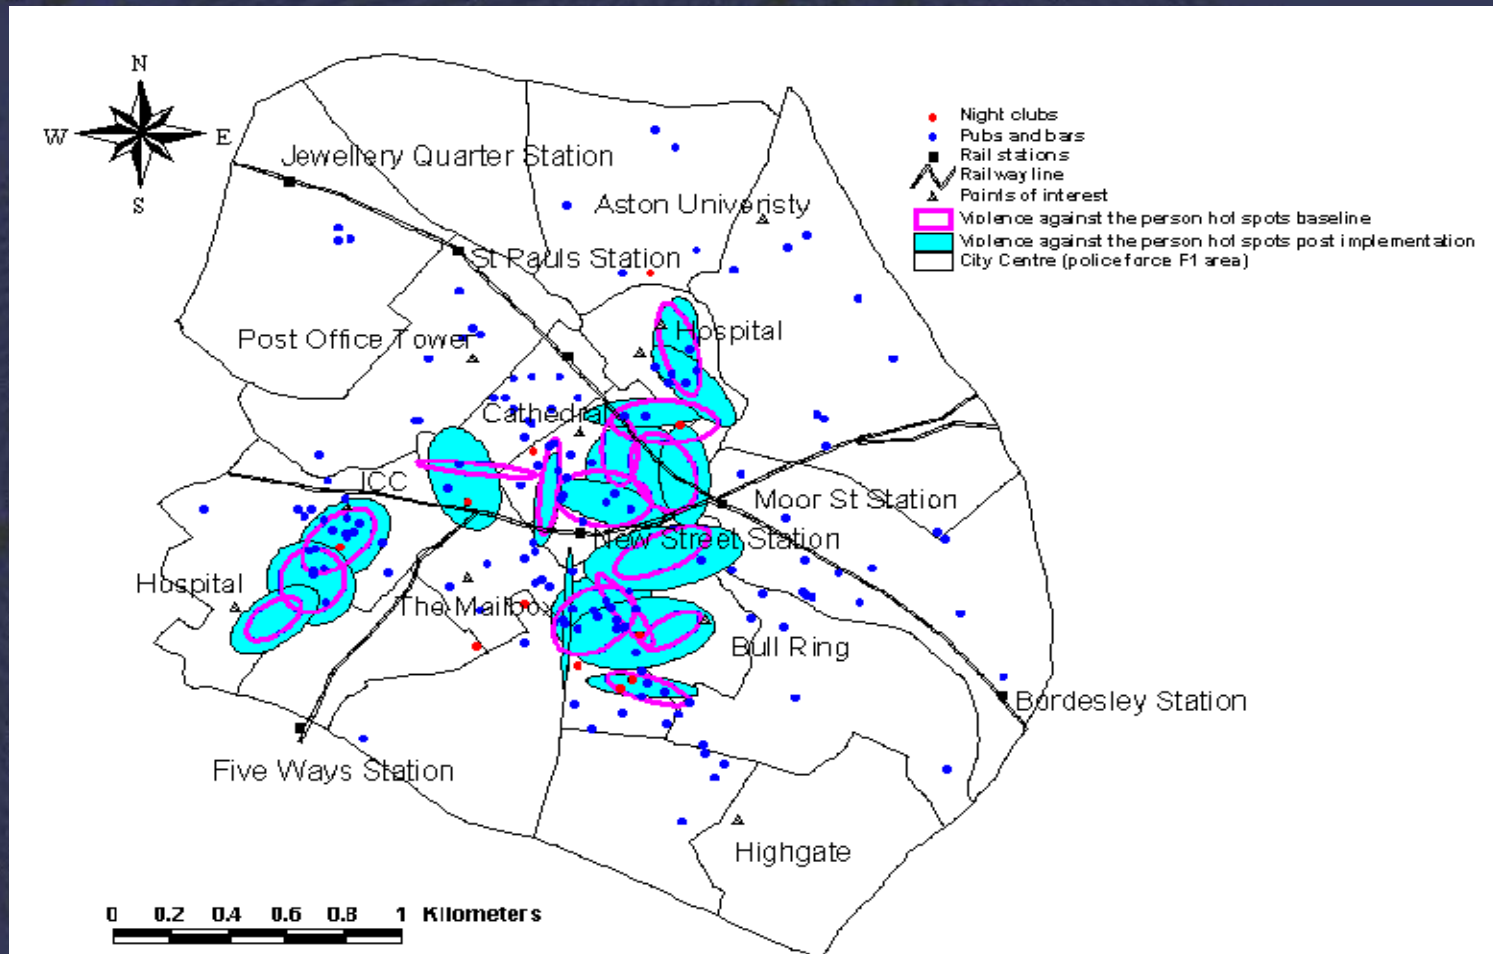 N
W
E
S
Jewellery Quarter Station
Aston Univeristy
St Pauls Station
Post Office Tower
Hospital
Cathedral
ICC
Moor St Station
New Street Station
Hospital
The Mailbox
Bull Ring
Bordesley Station
Five Ways Station
Highgate
Night clubs
Pubs and bars
Rail stations
Railway line
Points of interest
Violence against the person hot spots baseline
Violence against the person hot spots post implementation
City Centre (police force F1 area)
0 0.2 0.4 0.6 0.8 1 Kilometers